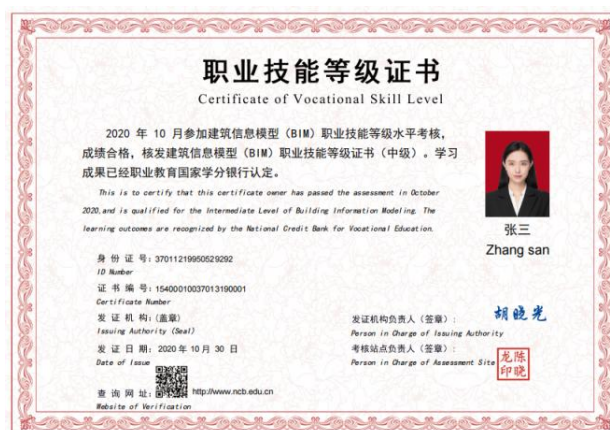 职业技能等级证书
Certificate of Vocational Skill Level
2020 年 10 月参加建筑信息模型（BIM）职业技能等级水平考核，
成绩合格，核发建筑信息模型（BIM）职业技能等级证书（中级）。学习
成果已经职业教育国家学分银行认定。
This is to certify that this certificate owner has passed the assessment in October
2020,and is qualified for the Intermediate Level of Building Information Modeling. The
learning outcomes are recognized by the National Credit Bank for Vocational Education.
张三
Zhang san
身 份 证 号: 37011219950529292
ID Number
证 书 编 号: 15400010037013190001
Certificate Number
发 证 机 构: (盖章)
Issuing Authority (Seal)
发 证 日 期: 2020 年 10 月 30 日
Date of Issue
发证机构负责人（签章）: 胡晓光
Person in Charge of Issuing Authority
考核站点负责人（签章）: 陈晓龙印
Person in Charge of Assessment Site
查 询 网 址: http://www.ncb.edu.cn
Website of Verification